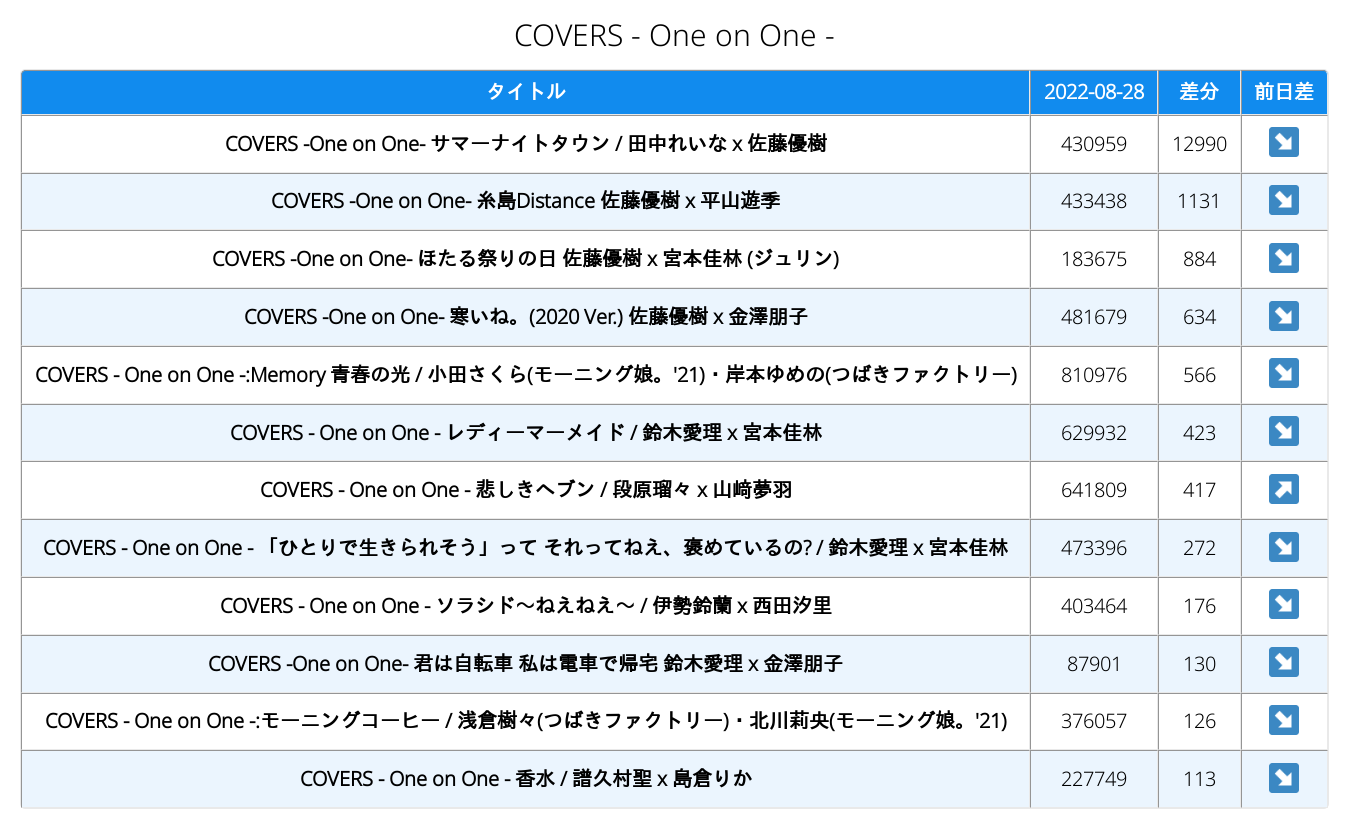 COVERS - One on One -
タイトル 2022-08-28 差分 前日差
COVERS -One on One- サマーナイトタウン / 田中れいな x 佐藤優樹 430959 12990 ↘
COVERS -One on One- 糸島Distance 佐藤優樹 x 平山遊季 433438 1131 ↘
COVERS -One on One- ほたる祭りの日 佐藤優樹 x 宮本佳林 (ジュリン) 183675 884 ↘
COVERS -One on One- 寒いね。(2020 Ver.) 佐藤優樹 x 金澤朋子 481679 634 ↘
COVERS - One on One -:Memory 青春の光 / 小田さくら(モーニング娘。'21)・岸本ゆめの(つばきファクトリー) 810976 566 ↘
COVERS - One on One - レディーマーメイド / 鈴木愛理 x 宮本佳林 629932 423 ↘
COVERS - One on One - 悲しきヘブン / 段原瑠々 x 山﨑夢羽 641809 417 ↗
COVERS - One on One - 「ひとりで生きられそう」って それってねえ、褒めているの? / 鈴木愛理 x 宮本佳林 473396 272 ↘
COVERS - One on One - ソラシド～ねえねえ～ / 伊勢鈴蘭 x 西田汐里 403464 176 ↘
COVERS -One on One- 君は自転車 私は電車で帰宅 鈴木愛理 x 金澤朋子 87901 130 ↘
COVERS - One on One -:モーニングコーヒー / 浅倉樹々(つばきファクトリー)・北川莉央(モーニング娘。'21) 376057 126 ↘
COVERS - One on One - 香水 / 譜久村聖 x 島倉りか 227749 113 ↘